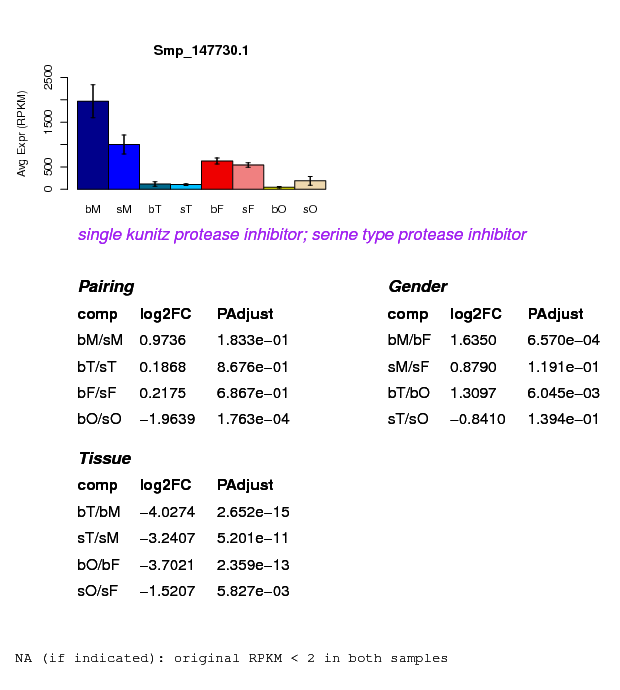 Smp_147730.1
Avg Expr (RPKM)
2500
1500
500
0
bM sM bT sT bF sF bO sO
single kunitz protease inhibitor; serine type protease inhibitor
Pairing
comp log2FC PAdjust
bM/sM 0.9736 1.833e−01
bT/sT 0.1868 8.676e−01
bF/sF 0.2175 6.867e−01
bO/sO −1.9639 1.763e−04
Gender
comp log2FC PAdjust
bM/bF 1.6350 6.570e−04
sM/sF 0.8790 1.191e−01
bT/bO 1.3097 6.045e−03
sT/sO −0.8410 1.394e−01
Tissue
comp log2FC PAdjust
bT/bM −4.0274 2.652e−15
sT/sM −3.2407 5.201e−11
bO/bF −3.7021 2.359e−13
sO/sF −1.5207 5.827e−03
NA (if indicated): original RPKM < 2 in both samples